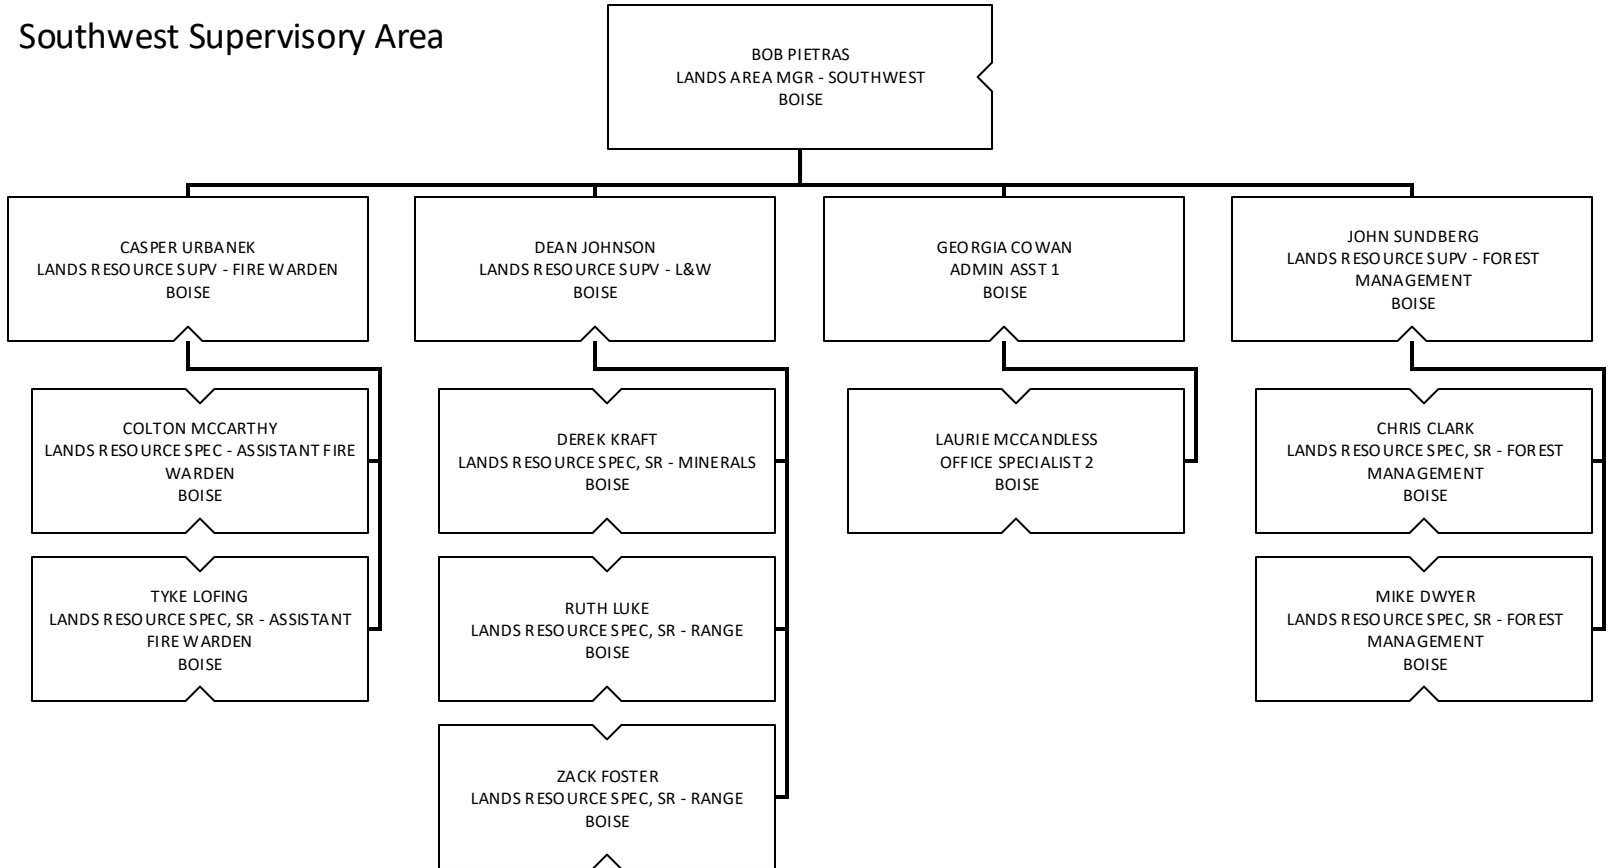 Southwest Supervisory Area
BOB PIETRAS
LANDS AREA MGR - SOUTHWEST
BOISE
CASPER URBANEK
LANDS RESOURCE SUPV - FIRE WARDEN
BOISE
DEAN JOHNSON
LANDS RESOURCE SUPV - L&W
BOISE
GEORGIA COWAN
ADMIN ASST 1
BOISE
JOHN SUNDBERG
LANDS RESOURCE SUPV - FOREST
MANAGEMENT
BOISE
COLTON MCCARTHY
LANDS RESOURCE SPEC - ASSISTANT FIRE
WARDEN
BOISE
DEREK KRAFT
LANDS RESOURCE SPEC, SR - MINERALS
BOISE
LAURIE MCCANDLESS
OFFICE SPECIALIST 2
BOISE
CHRIS CLARK
LANDS RESOURCE SPEC, SR - FOREST
MANAGEMENT
BOISE
TYKE LOFING
LANDS RESOURCE SPEC, SR - ASSISTANT
FIRE WARDEN
BOISE
RUTH LUKE
LANDS RESOURCE SPEC, SR - RANGE
BOISE
MIKE DWYER
LANDS RESOURCE SPEC, SR - FOREST
MANAGEMENT
BOISE
ZACK FOSTER
LANDS RESOURCE SPEC, SR - RANGE
BOISE